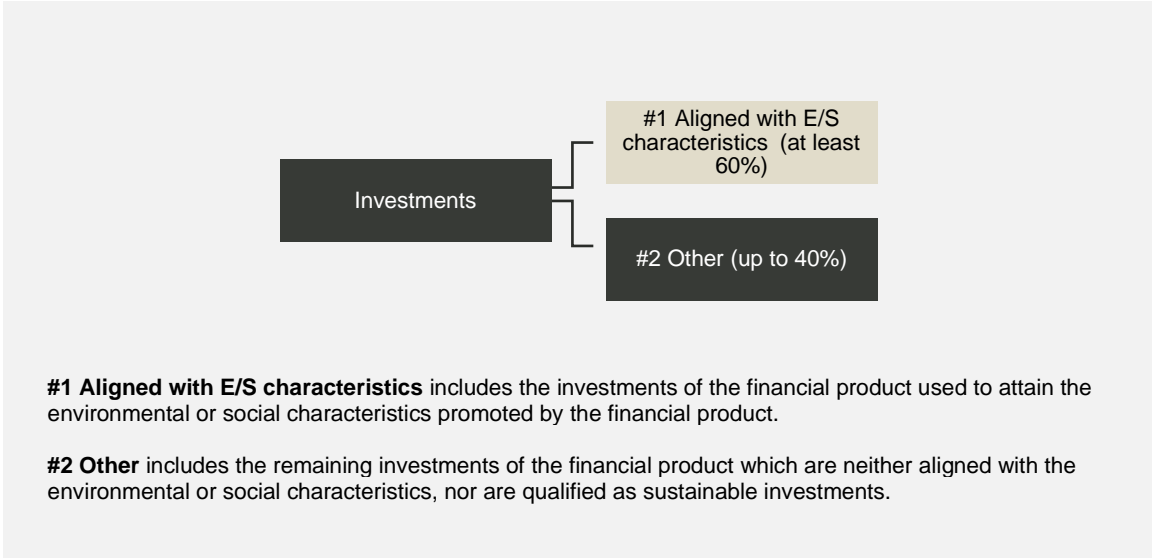 #1 Aligned with E/S
characteristics  (at least
60%)
Investments
#2 Other (up to 40%)
#1 Aligned with E/S characteristics includes the investments of the financial product used to attain the
environmental or social characteristics promoted by the financial product.
#2 Other includes the remaining investments of the financial product which are neither aligned with the
environmental or social characteristics, nor are qualified as sustainable investments.